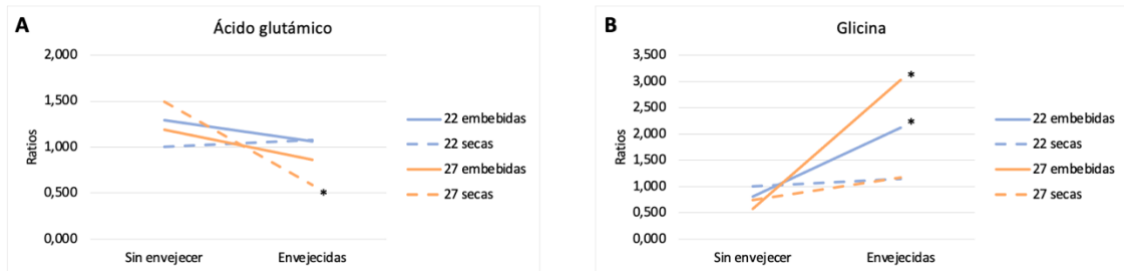 A
Ácido glutámico
2,000
1,500
1,000
0,500
0,000
Ratios
*
Sin envejecer
Envejecidas
22 embebidas
22 secas
27 embebidas
27 secas
B
Glicina
3,500
3,000
2,500
2,000
1,500
1,000
0,500
0,000
Ratios
*
*
Sin envejecer
Envejecidas
22 embebidas
22 secas
27 embebidas
27 secas